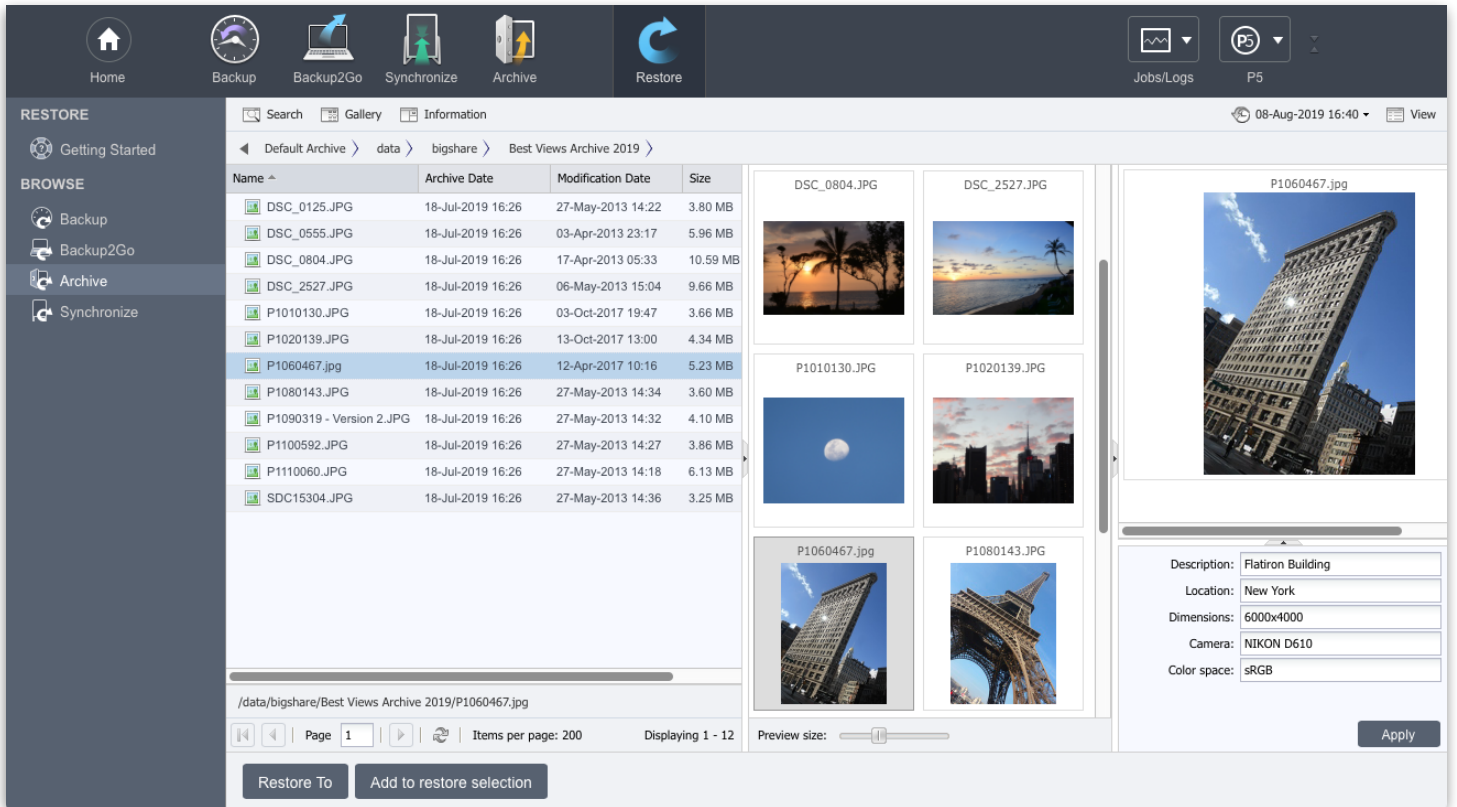 Home
Backup
Backup2Go
Synchronize
Archive
Restore
Jobs/Logs
P5
P5
RESTORE
Getting Started
BROWSE
Backup
Backup2Go
Archive
Synchronize
Search Gallery Information
08-Aug-2019 16:40 View
Default Archive data bigshare Best Views Archive 2019
Name Archive Date Modification Date Size
DSC_0125.JPG 18-Jul-2019 16:26 27-May-2013 14:22 3.80 MB
DSC_0555.JPG 18-Jul-2019 16:26 03-Apr-2013 23:17 5.96 MB
DSC_0804.JPG 18-Jul-2019 16:26 17-Apr-2013 05:33 10.59 MB
DSC_2527.JPG 18-Jul-2019 16:26 06-May-2013 15:04 9.66 MB
P1010130.JPG 18-Jul-2019 16:26 03-Oct-2017 19:47 3.66 MB
P1020139.JPG 18-Jul-2019 16:26 13-Oct-2017 13:00 4.34 MB
P1060467.jpg 18-Jul-2019 16:26 12-Apr-2017 10:16 5.23 MB
P1080143.JPG 18-Jul-2019 16:26 27-May-2013 14:34 3.60 MB
P1090319 - Version 2.JPG 18-Jul-2019 16:26 27-May-2013 14:32 4.10 MB
P1100592.JPG 18-Jul-2019 16:26 27-May-2013 14:27 3.86 MB
P1110060.JPG 18-Jul-2019 16:26 27-May-2013 14:18 6.13 MB
SDC15304.JPG 18-Jul-2019 16:26 27-May-2013 14:36 3.25 MB
/data/bigshare/Best Views Archive 2019/P1060467.jpg
Page 1 Items per page: 200 Displaying 1 - 12
DSC_0804.JPG DSC_2527.JPG
P1010130.JPG P1020139.JPG
P1060467.jpg P1080143.JPG
Preview size:
P1060467.jpg
Description: Flatiron Building
Location: New York
Dimensions: 6000x4000
Camera: NIKON D610
Color space: sRGB
Apply
Restore To Add to restore selection